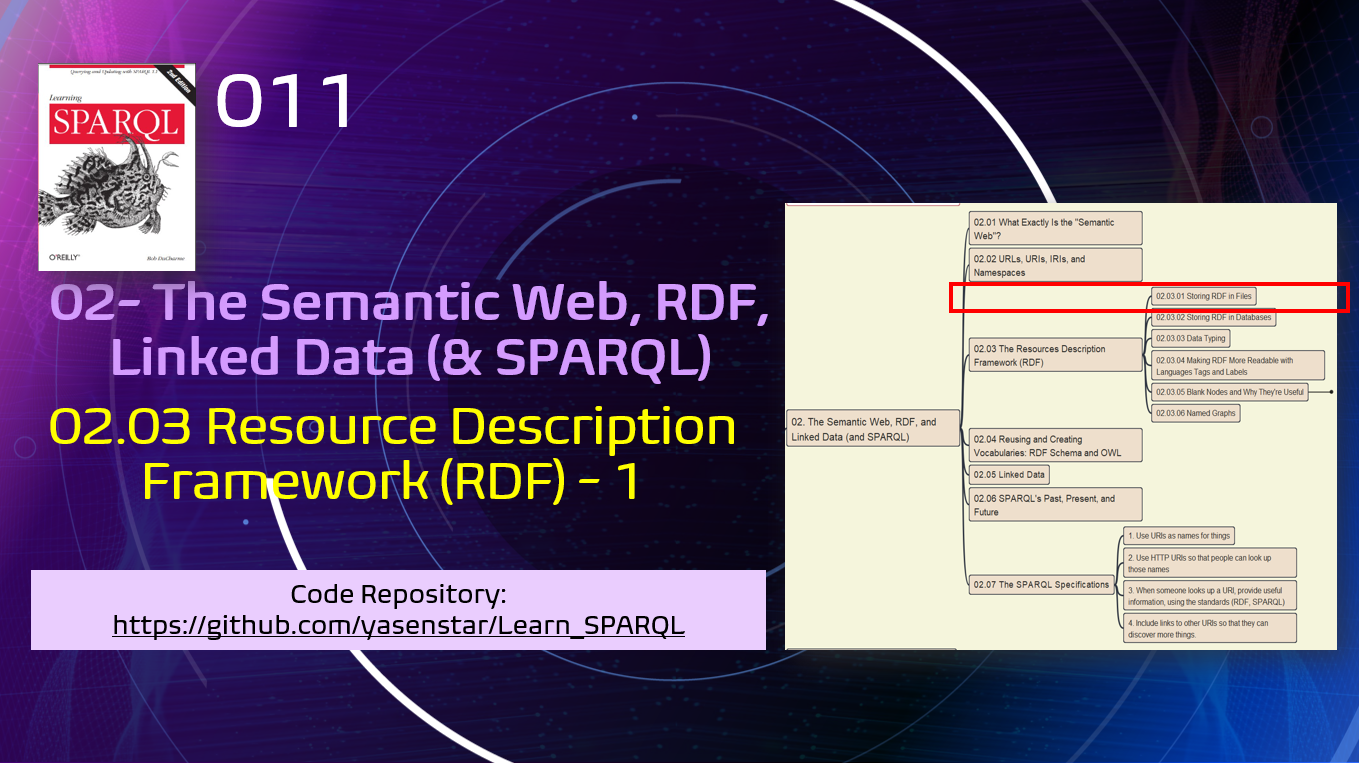 Querying and Updating with SPARQL 1.1
2nd Edition
Learning
SPARQL
O'REILLY®
Bob DuCharme
011
02- The Semantic Web, RDF,
Linked Data (& SPARQL)
02.03 Resource Description
Framework (RDF) - 1
Code Repository:
https://github.com/yasenstar/Learn_SPARQL
02. The Semantic Web, RDF, and
Linked Data (and SPARQL)
02.01 What Exactly Is the "Semantic
Web"?
02.02 URLs, URIs, IRIs, and
Namespaces
02.03 The Resources Description
Framework (RDF)
02.03.01 Storing RDF in Files
02.03.02 Storing RDF in Databases
02.03.03 Data Typing
02.03.04 Making RDF More Readable with
Languages Tags and Labels
02.03.05 Blank Nodes and Why They're Useful
02.03.06 Named Graphs
02.04 Reusing and Creating
Vocabularies: RDF Schema and OWL
02.05 Linked Data
02.06 SPARQL's Past, Present, and
Future
02.07 The SPARQL Specifications
1. Use URIs as names for things
2. Use HTTP URIs so that people can look up
those names
3. When someone looks up a URI, provide useful
information, using the standards (RDF, SPARQL)
4. Include links to other URIs so that they can
discover more things.